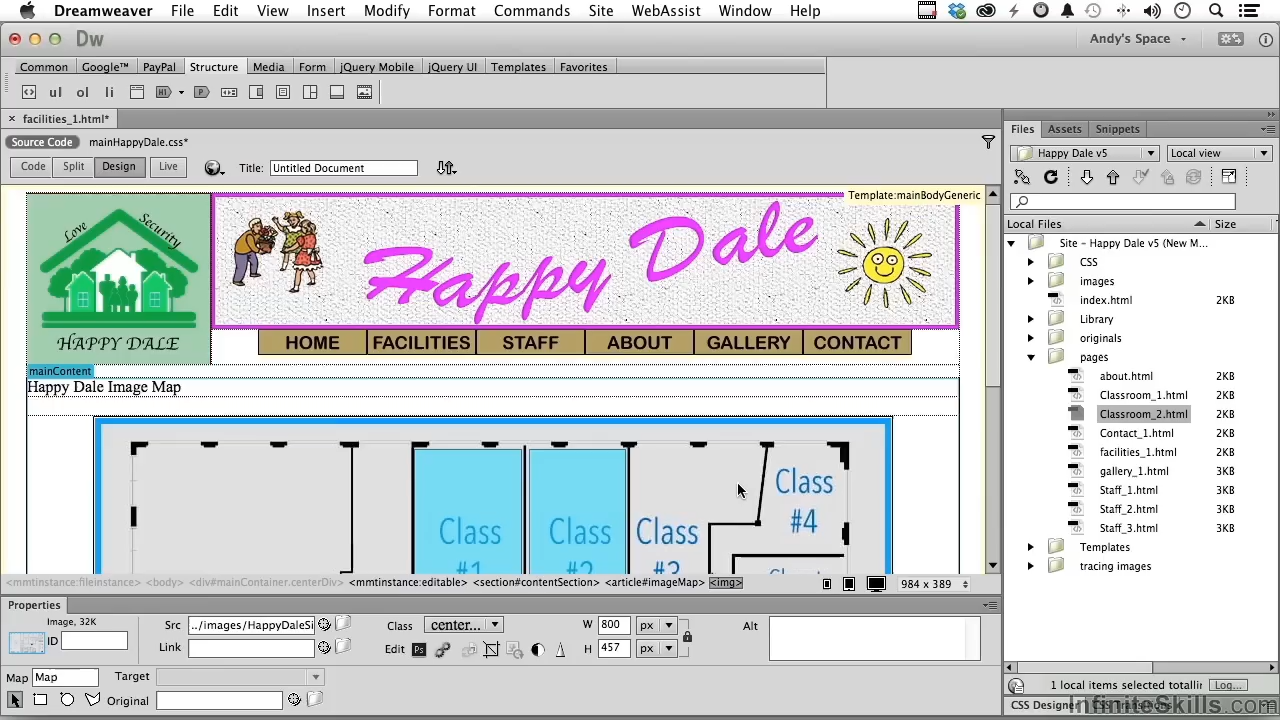 Dreamweaver File Edit View Insert Modify Format Commands Site WebAssist Window Help
Dw
Andy's Space
Common Google™ PayPal Structure Media Form jQuery Mobile jQuery UI Templates Favorites
ul ol li H1 P
facilities_1.html*
Source Code mainHappyDale.css*
Code Split Design Live Title: Untitled Document
Template:mainBodyGeneric
Love Security
HAPPY DALE
Happy Dale
HOME FACILITIES STAFF ABOUT GALLERY CONTACT
mainContent
Happy Dale Image Map
Class #1
Class #2
Class #3
Class #4
<mmtinstance:fileinstance> <body> <div#mainContainer.centerDiv> <mmtinstance:editable> <section#contentSection> <article#imageMap> <img>
984 x 389
Properties
Image, 32K
ID
Src ../images/HappyDaleSi
Link
Class center...
Edit Ps
W 800 px
H 457 px
Alt
Map Map Target
Original
Files Assets Snippets
Happy Dale v5 Local view
Local Files Size
Site - Happy Dale v5 (New M...
CSS
images
index.html 2KB
Library
originals
pages
about.html 2KB
Classroom_1.html 2KB
Classroom_2.html 2KB
Contact_1.html 2KB
facilities_1.html 2KB
gallery_1.html 3KB
Staff_1.html 3KB
Staff_2.html 3KB
Staff_3.html 3KB
Templates
tracing images
1 local items selected totallin Log...
CSS Designer CSS Transitions
InfiniteSkills.com